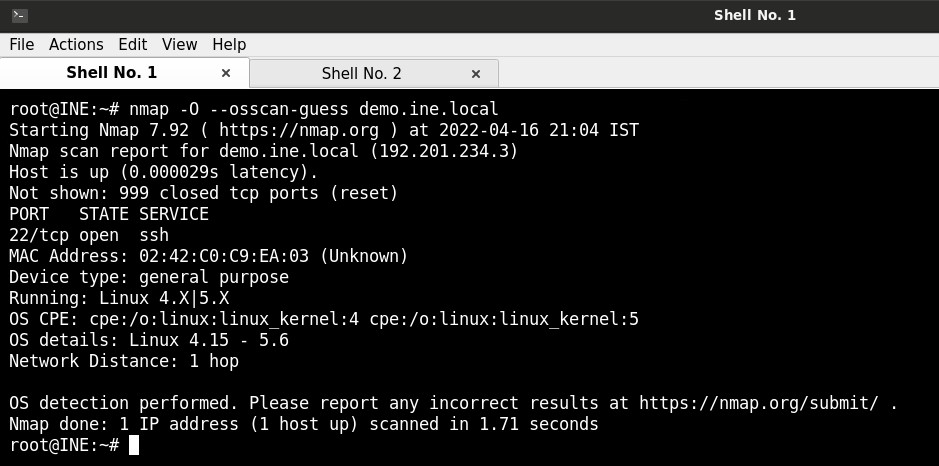 Shell No. 1
File Actions Edit View Help
Shell No. 1 × Shell No. 2 ×
root@INE:~# nmap -O --osscan-guess demo.ine.local
Starting Nmap 7.92 ( https://nmap.org ) at 2022-04-16 21:04 IST
Nmap scan report for demo.ine.local (192.201.234.3)
Host is up (0.000029s latency).
Not shown: 999 closed tcp ports (reset)
PORT   STATE SERVICE
22/tcp open  ssh
MAC Address: 02:42:C0:C9:EA:03 (Unknown)
Device type: general purpose
Running: Linux 4.X|5.X
OS CPE: cpe:/o:linux:linux_kernel:4 cpe:/o:linux:linux_kernel:5
OS details: Linux 4.15 - 5.6
Network Distance: 1 hop

OS detection performed. Please report any incorrect results at https://nmap.org/submit/ .
Nmap done: 1 IP address (1 host up) scanned in 1.71 seconds
root@INE:~#